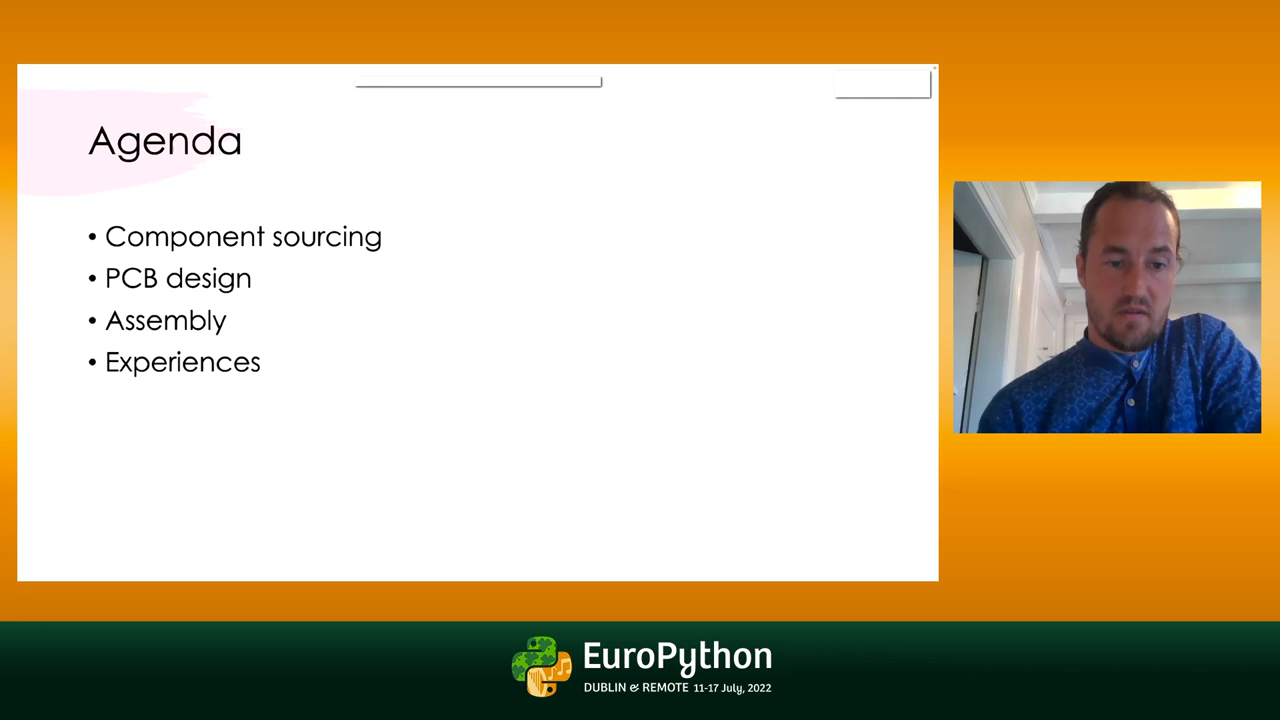 Agenda
• Component sourcing
• PCB design
• Assembly
• Experiences
EuroPython
DUBLIN & REMOTE 11-17 July, 2022